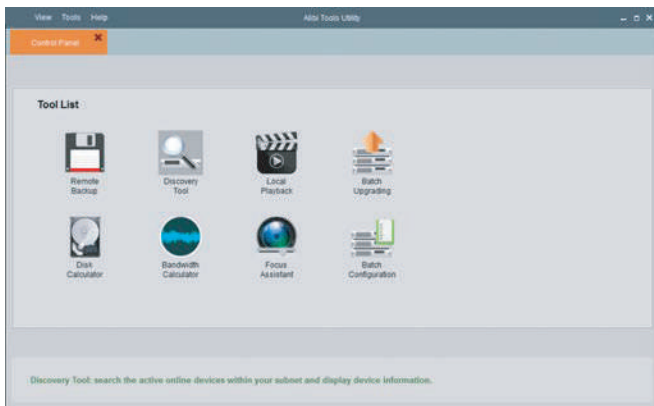 View Tools Help
Alibi Tools Utility
Control Panel
Tool List
Remote
Backup
Discovery
Tool
Local
Playback
Batch
Upgrading
Disk
Calculator
Bandwidth
Calculator
Focus
Assistant
Batch
Configuration
Discovery Tool: search the active online devices within your subnet and display device information.